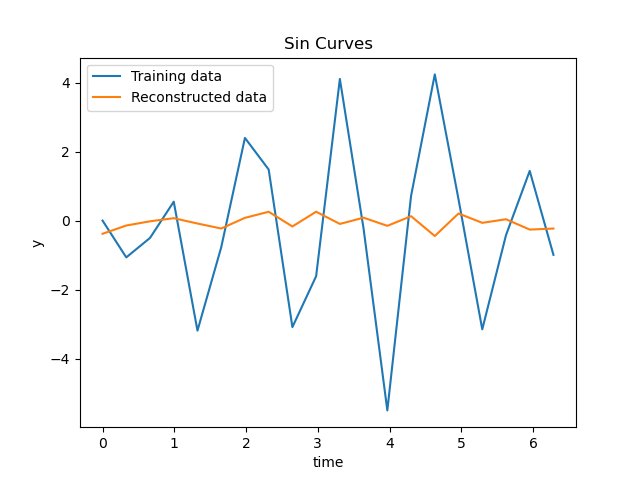 Sin Curves
Training data
Reconstructed data
4
2
0
−2
−4
y
0 1 2 3 4 5 6
time